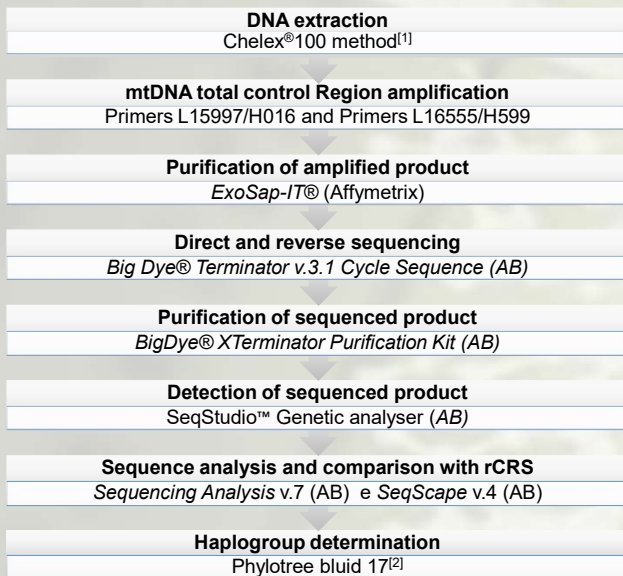 DNA extraction
Chelex®100 method[1]
mtDNA total control Region amplification
Primers L15997/H016 and Primers L16555/H599
Purification of amplified product
ExoSap-IT® (Affymetrix)
Direct and reverse sequencing
Big Dye® Terminator v.3.1 Cycle Sequence (AB)
Purification of sequenced product
BigDye® XTerminator Purification Kit (AB)
Detection of sequenced product
SeqStudio™ Genetic analyser (AB)
Sequence analysis and comparison with rCRS
Sequencing Analysis v.7 (AB) e SeqScape v.4 (AB)
Haplogroup determination
Phylotree bluid 17[2]